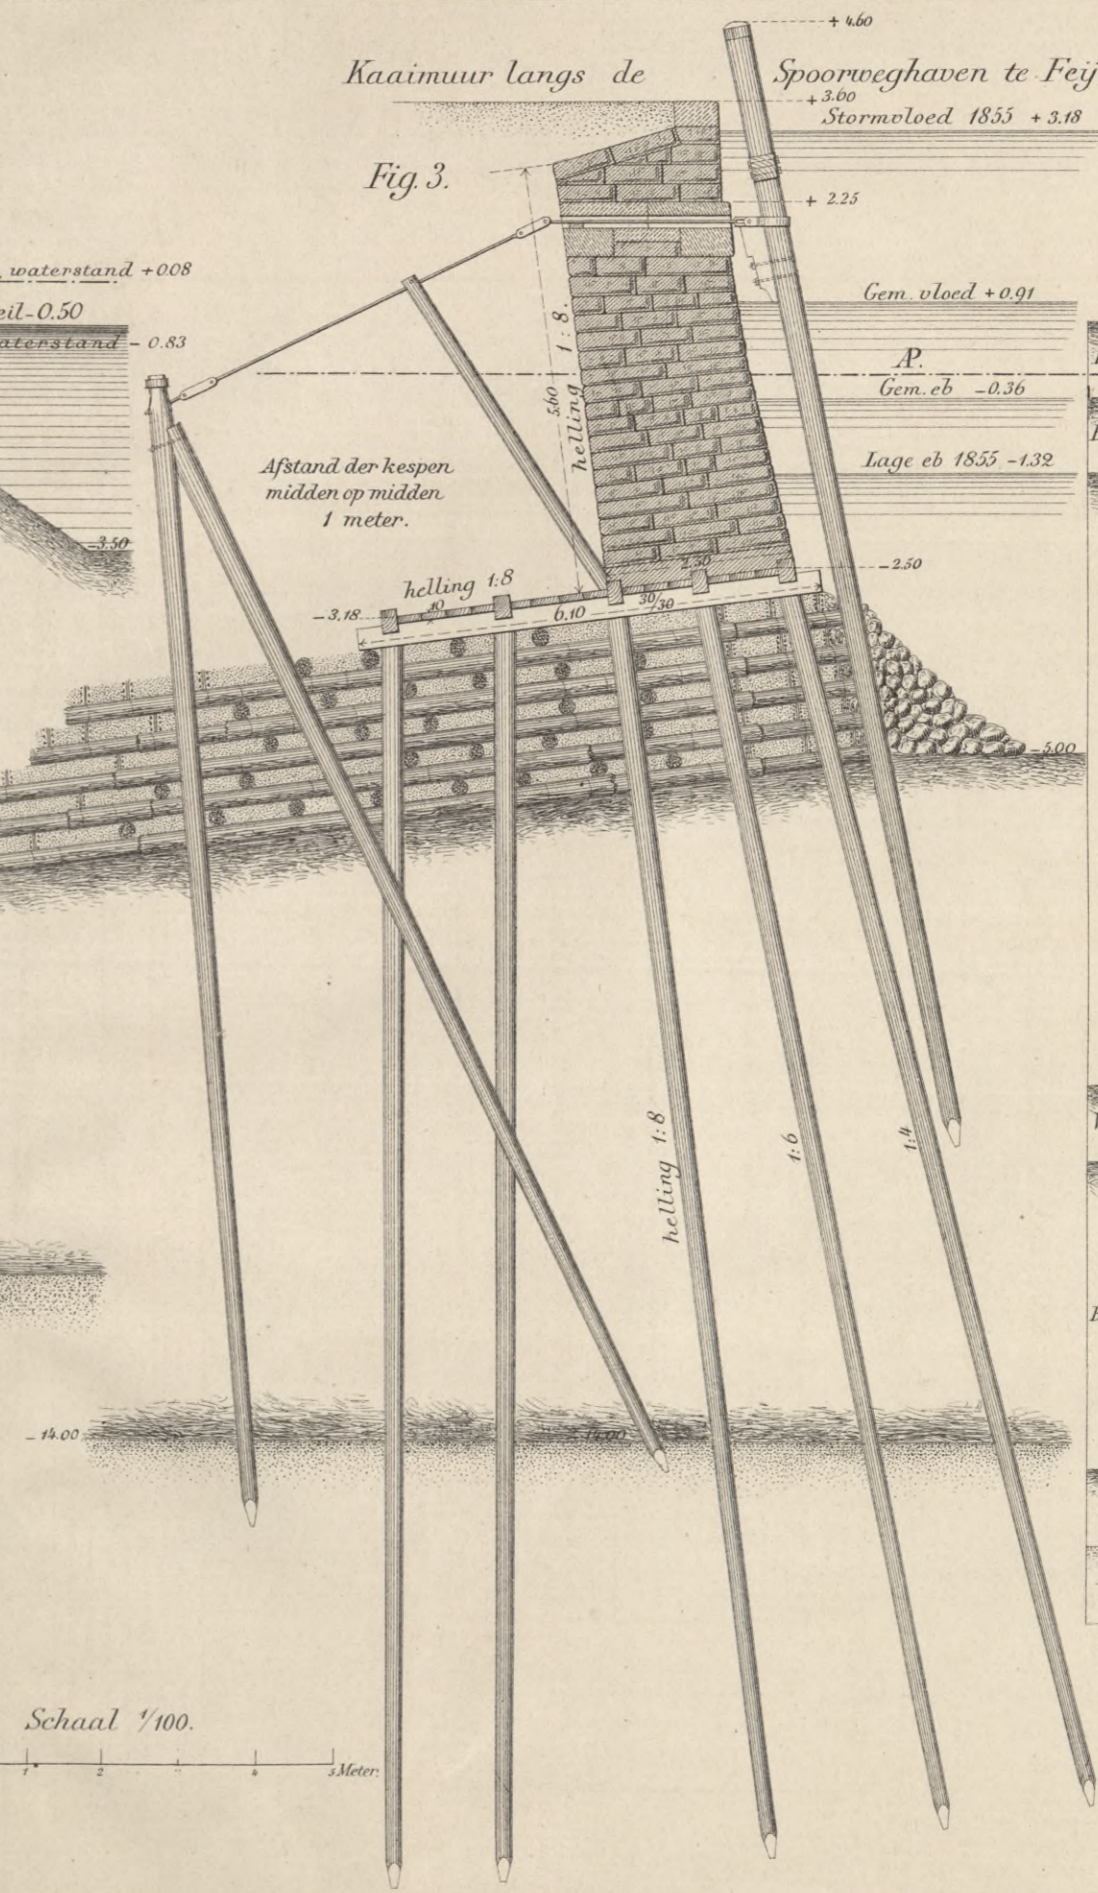 + 4.60
Kaaimuur langs de Spoorweghaven te Feij
+ 3.60
Stormvloed 1855 + 3.18
Fig. 3.
+ 2.25
waterstand +0.08
Gem. vloed + 0.91
eil -0.50
aterstand - 0.83
AP.
Gem. eb -0.36
5.60
helling 1:8.
Afstand der kespen
midden op midden
1 meter.
Lage eb 1855 -1.32
-3.50
-2.50
2.50
helling 1:8
-3.18
10
6.10
30/30
-5.00
helling 1:8
1:6
1:4
- 14.00
- 14.00
Schaal 1/100.
1 2 4 5 Meter.